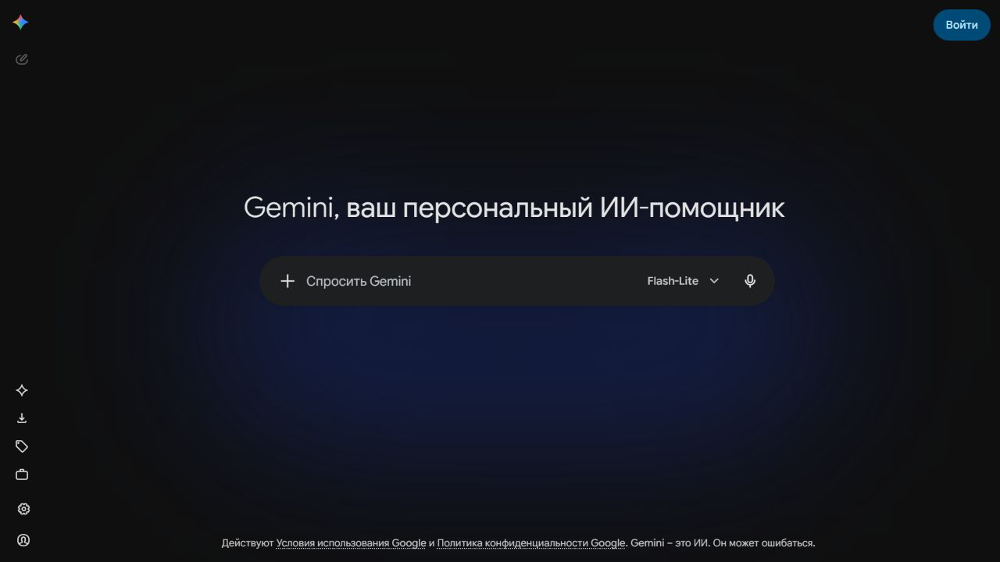 Войти
Gemini, ваш персональный ИИ-помощник
Спросить Gemini
Flash-Lite
Действуют Условия использования Google и Политика конфиденциальности Google. Gemini – это ИИ. Он может ошибаться.